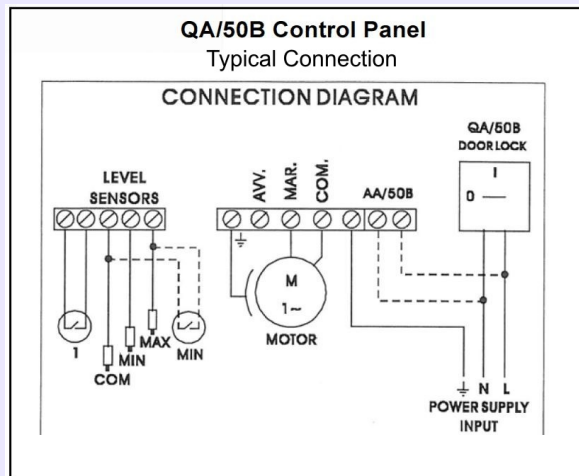 QA/50B Control Panel
Typical Connection
CONNECTION DIAGRAM
QA/50B
DOOR LOCK
I
0
LEVEL
SENSORS
AVV.
MAR.
COM.
AA/50B
M
1~
MOTOR
1
COM
MIN
MAX
MIN
N L
POWER SUPPLY
INPUT